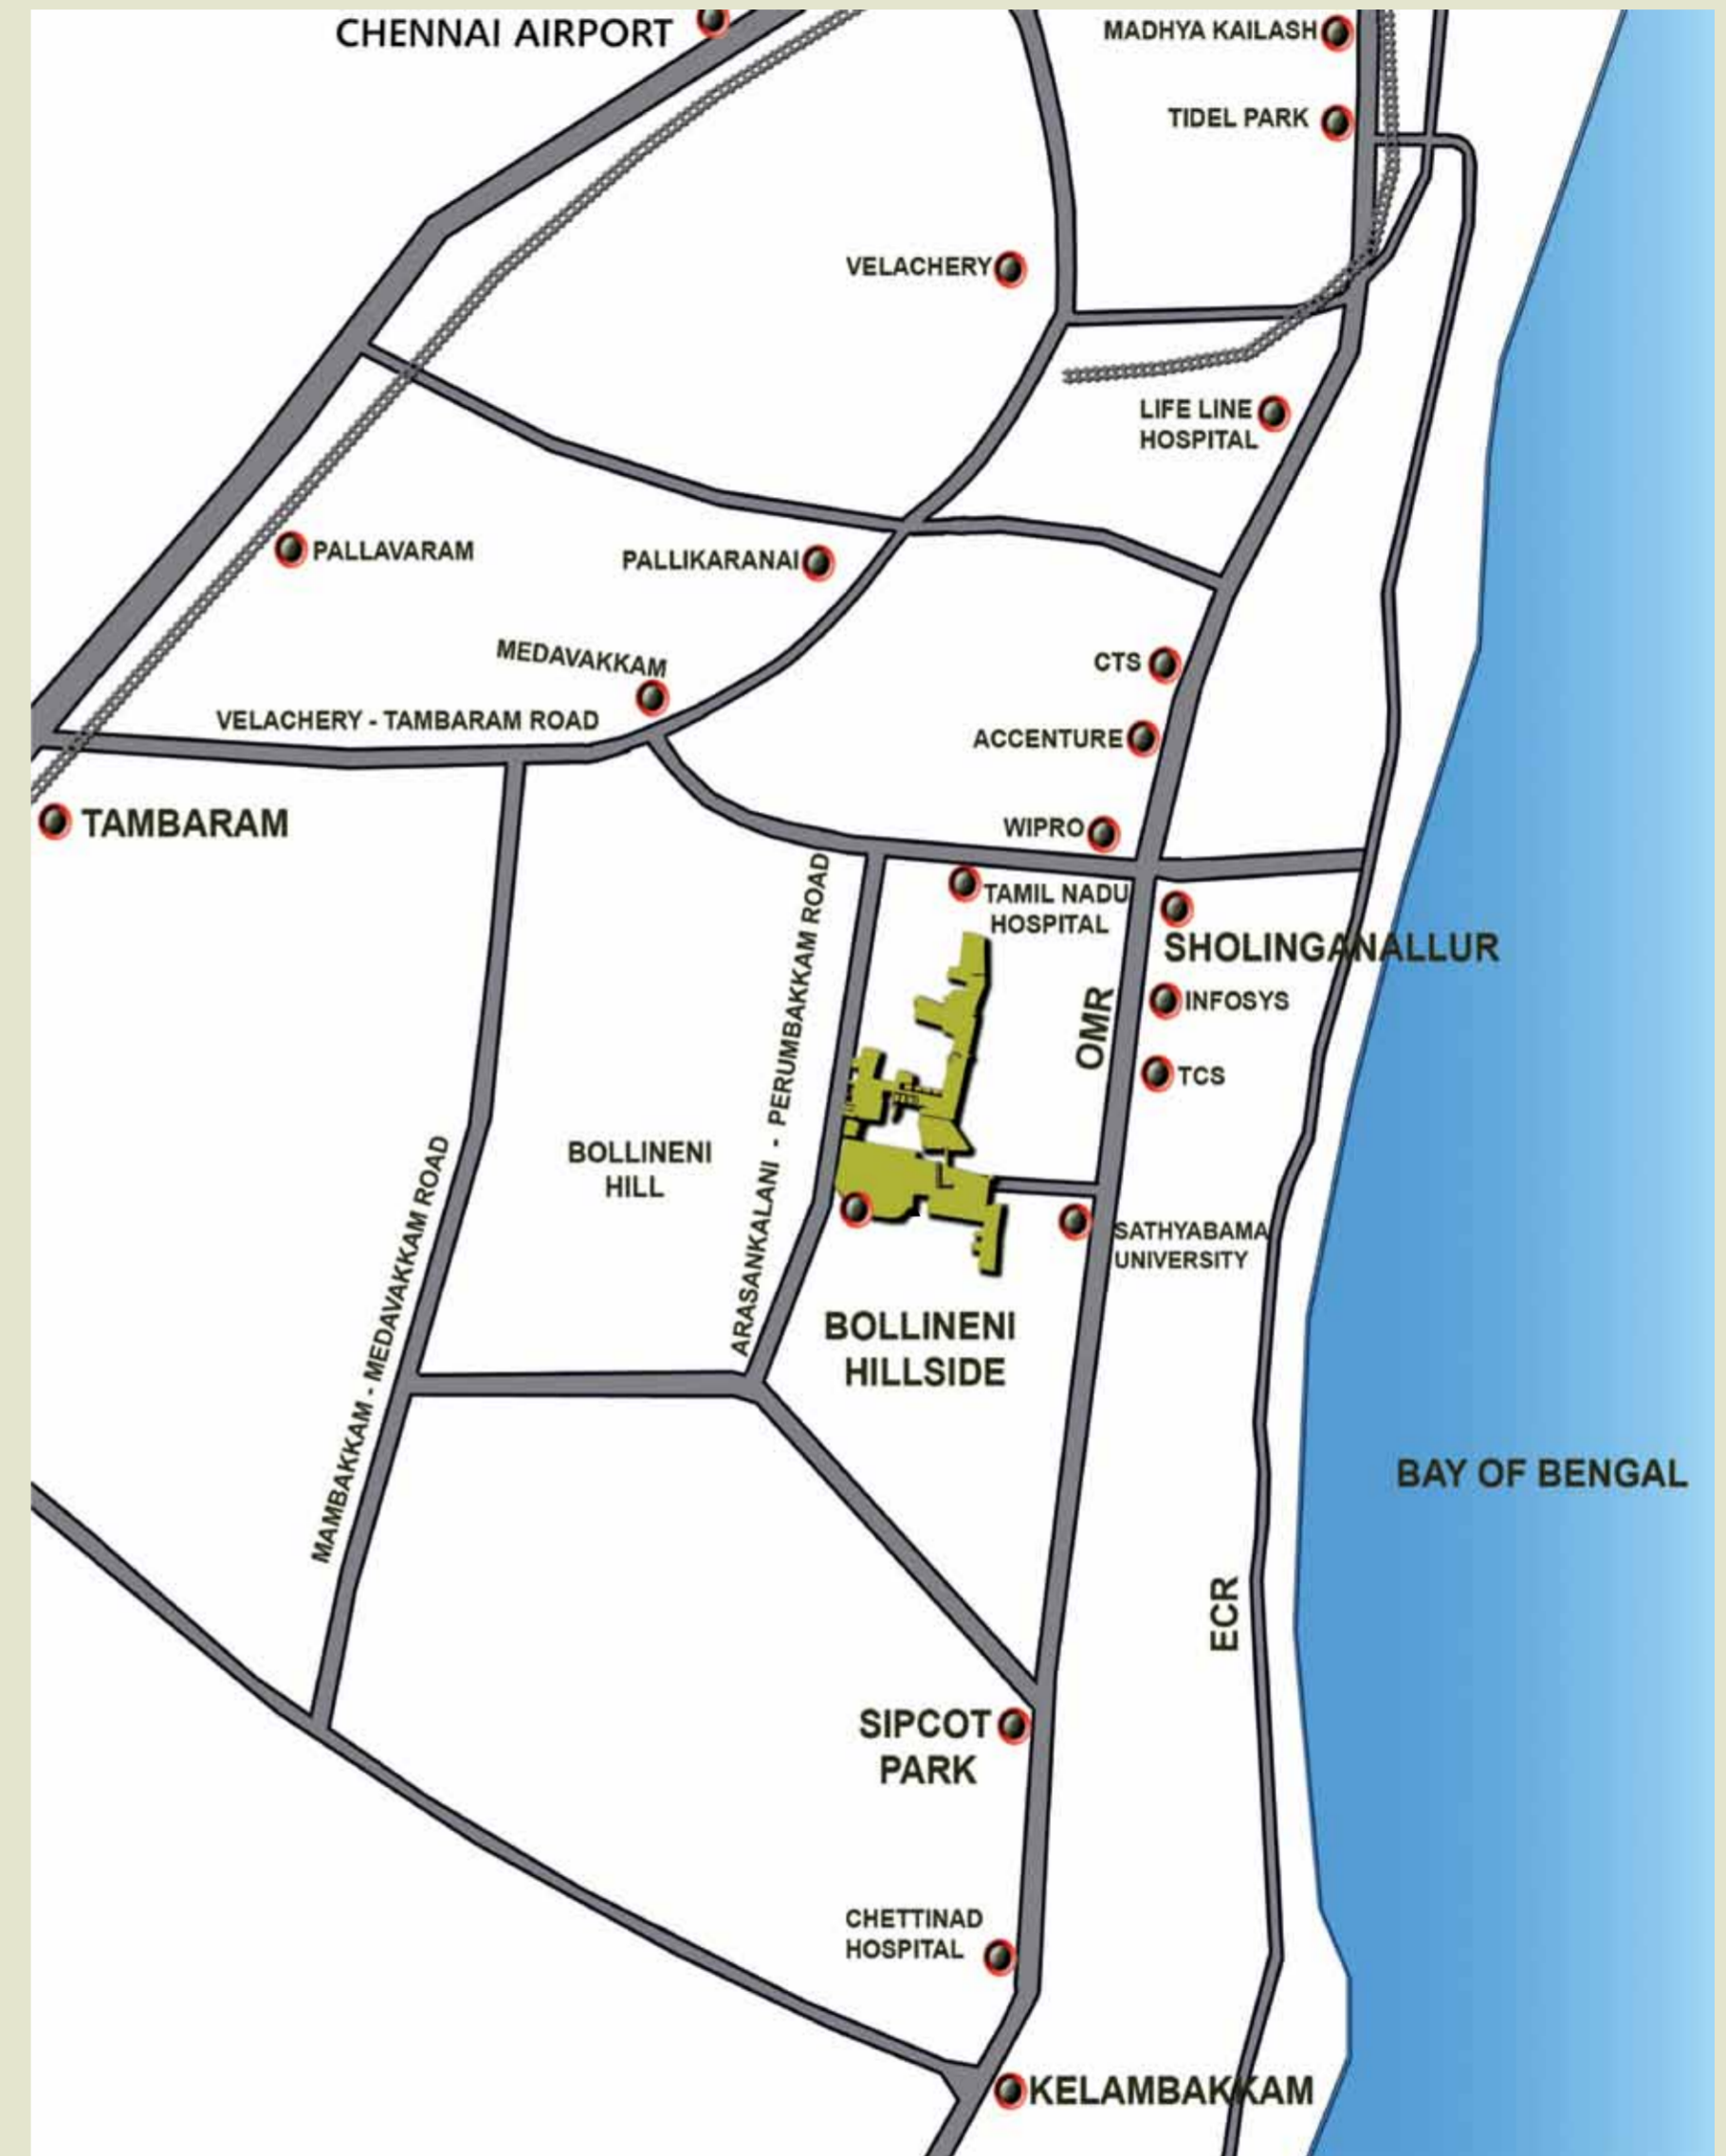 CHENNAI AIRPORT
MADHYA KAILASH
TIDEL PARK
VELACHERY
LIFE LINE
HOSPITAL
PALLAVARAM
PALLIKARANAI
MEDAVAKKAM
CTS
VELACHERY - TAMBARAM ROAD
ACCENTURE
TAMBARAM
WIPRO
TAMIL NADU
HOSPITAL
SHOLINGANALLUR
INFOSYS
OMR
TCS
ARASANKALANI - PERUMBAKKAM ROAD
BOLLINENI
HILL
MAMBAKKAM - MEDAVAKKAM ROAD
SATHYABAMA
UNIVERSITY
BOLLINENI
HILLSIDE
BAY OF BENGAL
ECR
SIPCOT
PARK
CHETTINAD
HOSPITAL
KELAMBAKKAM